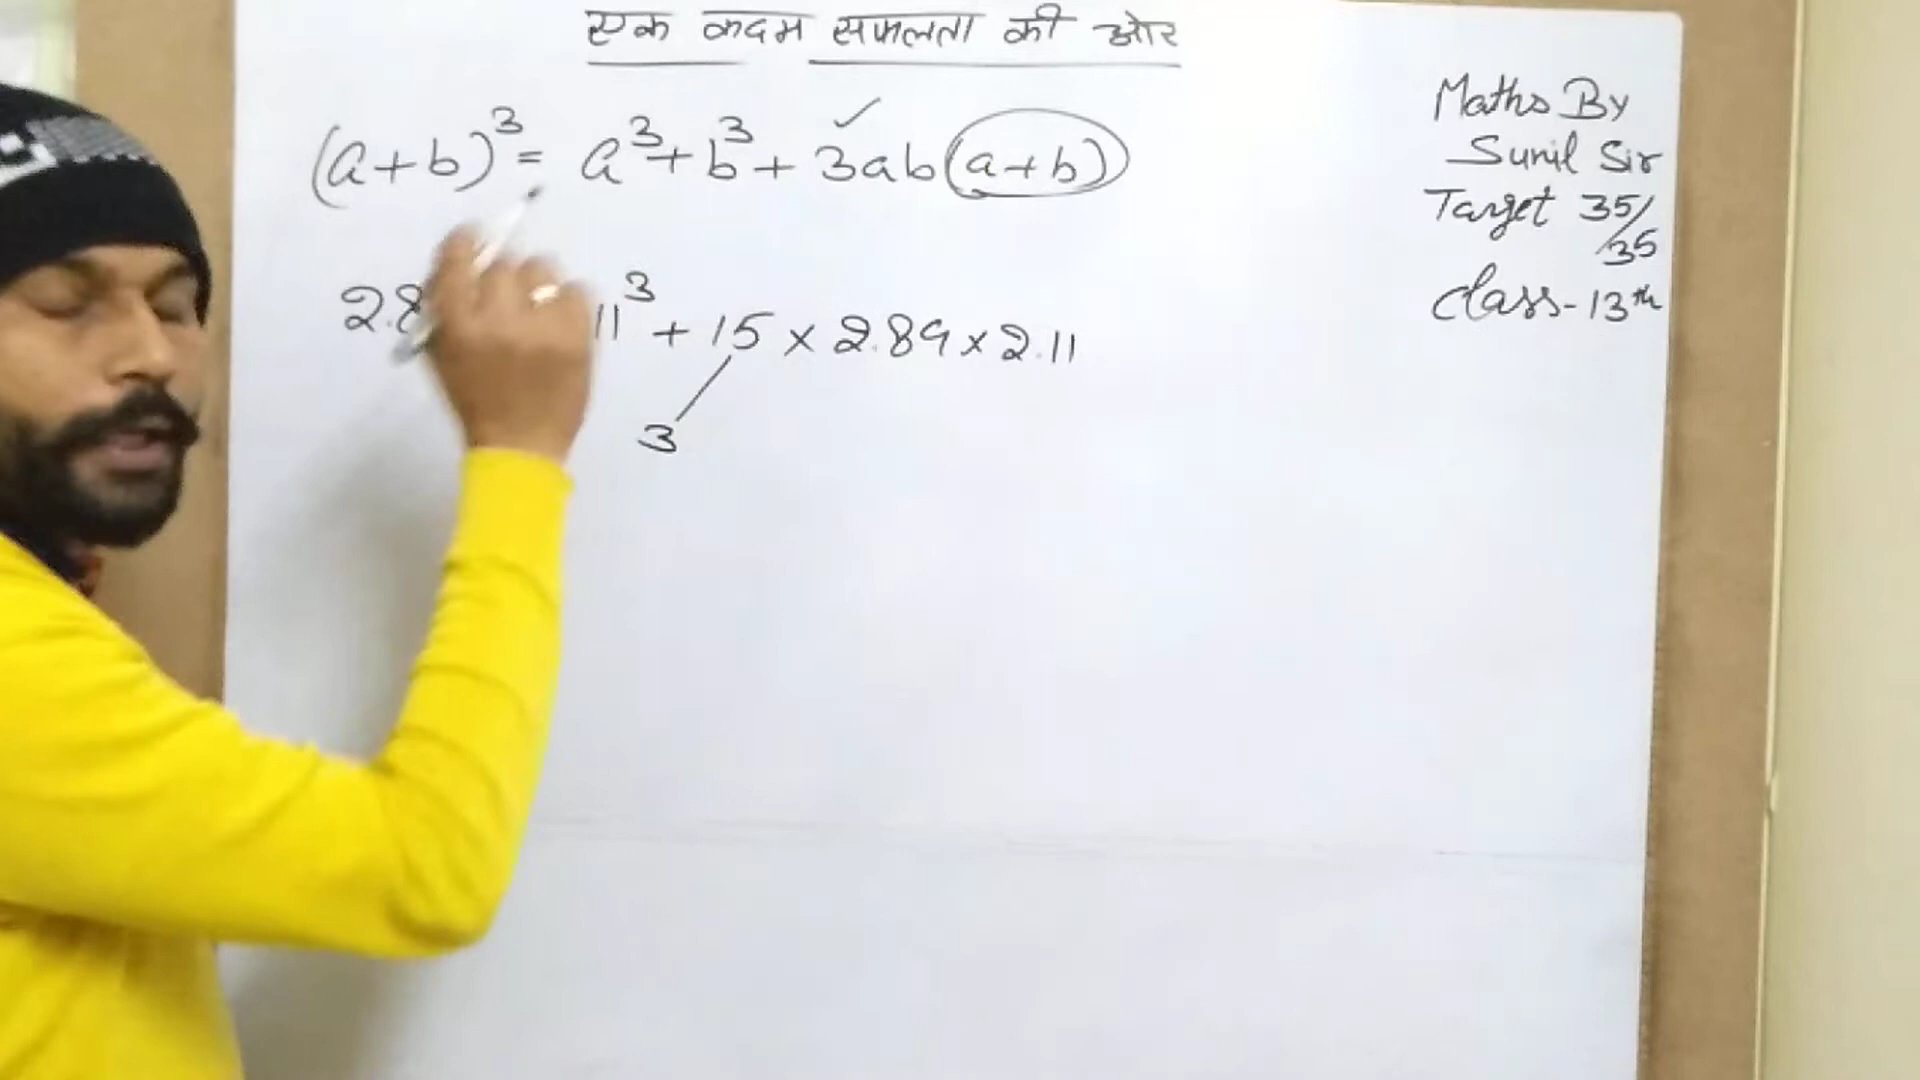 एक कदम सफलता की ओर
(a+b)³ = a³+b³+3ab(a+b)
2.8 11³ + 15 × 2.89 × 2.11
3
Maths By
Sunil Sir
Target 35/35
Class-13th